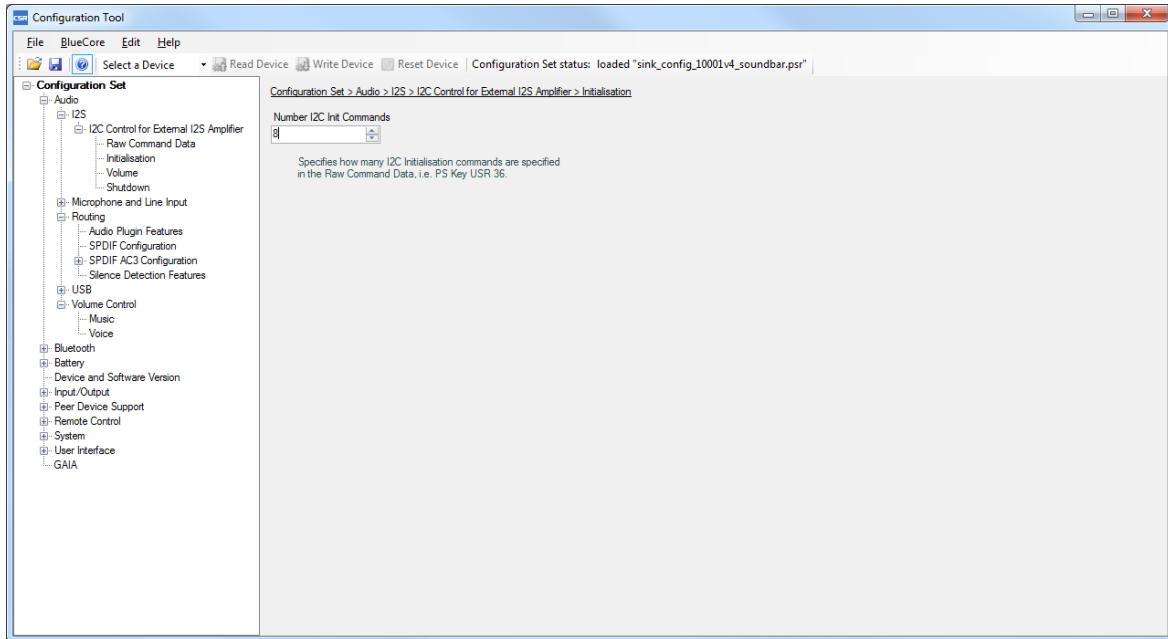 CSR Configuration Tool
File BlueCore Edit Help
Select a Device Read Device Write Device Reset Device Configuration Set status: loaded "sink_config_10001v4_soundbar.psr"
Configuration Set
Audio
I2S
I2C Control for External I2S Amplifier
Raw Command Data
Initialisation
Volume
Shutdown
Microphone and Line Input
Routing
Audio Plugin Features
SPDIF Configuration
SPDIF AC3 Configuration
Silence Detection Features
USB
Volume Control
Music
Voice
Bluetooth
Battery
Device and Software Version
Input/Output
Peer Device Support
Remote Control
System
User Interface
GAIA
Configuration Set > Audio > I2S > I2C Control for External I2S Amplifier > Initialisation
Number I2C Init Commands
8
Specifies how many I2C Initialisation commands are specified
in the Raw Command Data, i.e. PS Key USR 36.